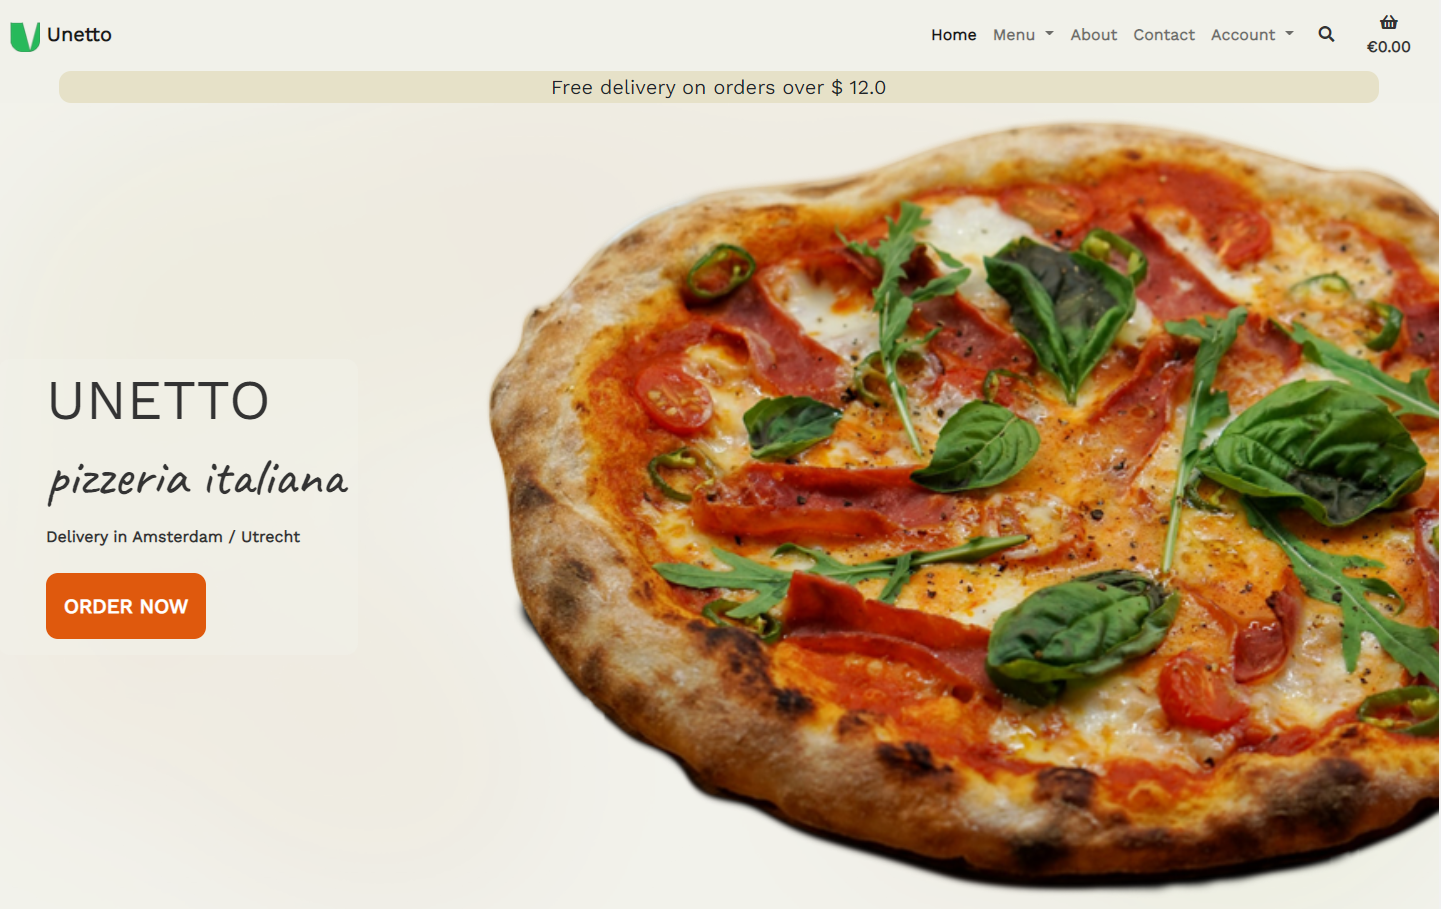 Unetto
Home Menu About Contact Account
€0.00
Free delivery on orders over $ 12.0
UNETTO
pizzeria italiana
Delivery in Amsterdam / Utrecht
ORDER NOW